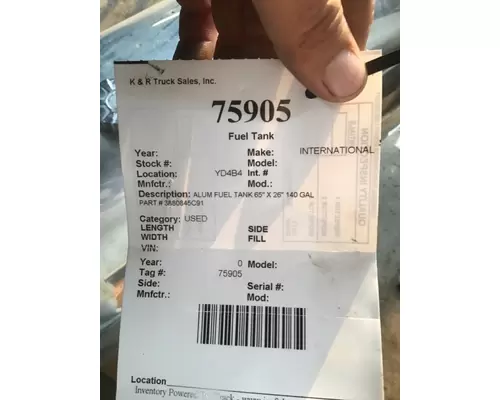 K & R Truck Sales, Inc.
75905
Fuel Tank
Year: Make: INTERNATIONAL
Stock #: Model:
Location: YD4B4 Int. #
Mnfctr.: Mod.:
Description: ALUM FUEL TANK 65" X 26" 140 GAL
PART # 3880845C91
Category: USED
LENGTH SIDE
WIDTH FILL
VIN:
Year: 0 Model:
Tag #: 75905
Side: Serial #:
Mnfctr.: Mod:
Location
Inventory Powered